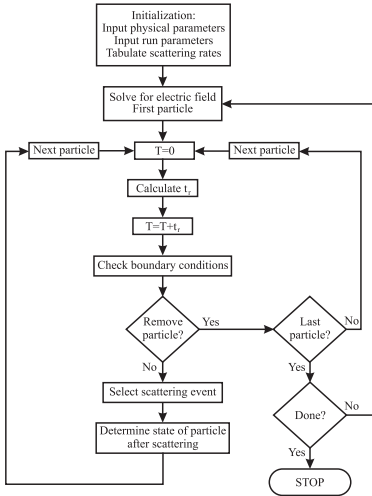 Initialization:
Input physical parameters
Input run parameters
Tabulate scattering rates
Solve for electric field
First particle
Next particle
T=0
Next particle
Calculate tr
T=T+tr
Check boundary conditions
Remove
particle?
Yes
Last
particle?
No
No
Yes
Select scattering event
Done?
No
Determine state of particle
after scattering
Yes
STOP